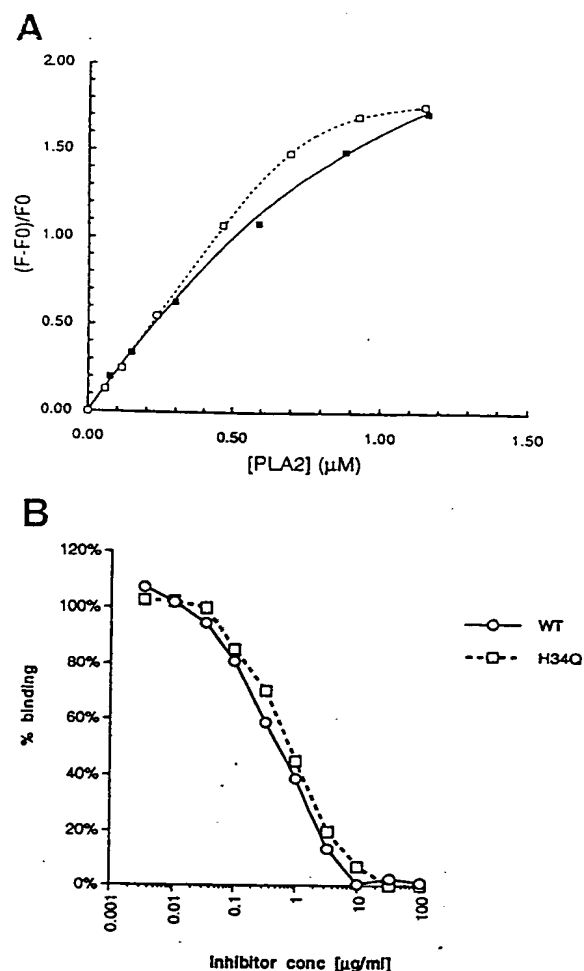 A
2.00
1.50
1.00
0.50
0.00
(F-F0)/F0
0.00 0.50 1.00 1.50
[PLA2] (μM)
B
120%
100%
80%
60%
40%
20%
0%
% binding
0.001 0.01 0.1 1 10 100
Inhibitor conc [μg/ml]
WT
H34Q